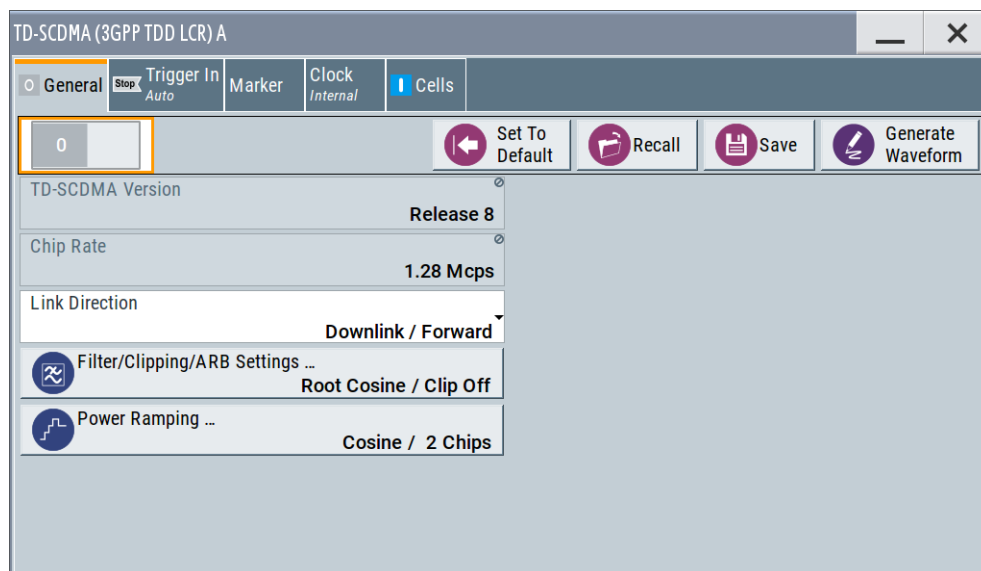 TD-SCDMA (3GPP TDD LCR) A
0 General
Stop Trigger In
Auto
Marker
Clock
Internal
1 Cells
0
Set To
Default
Recall
Save
Generate
Waveform
TD-SCDMA Version
Release 8
Chip Rate
1.28 Mcps
Link Direction
Downlink / Forward
Filter/Clipping/ARB Settings ...
Root Cosine / Clip Off
Power Ramping ...
Cosine / 2 Chips